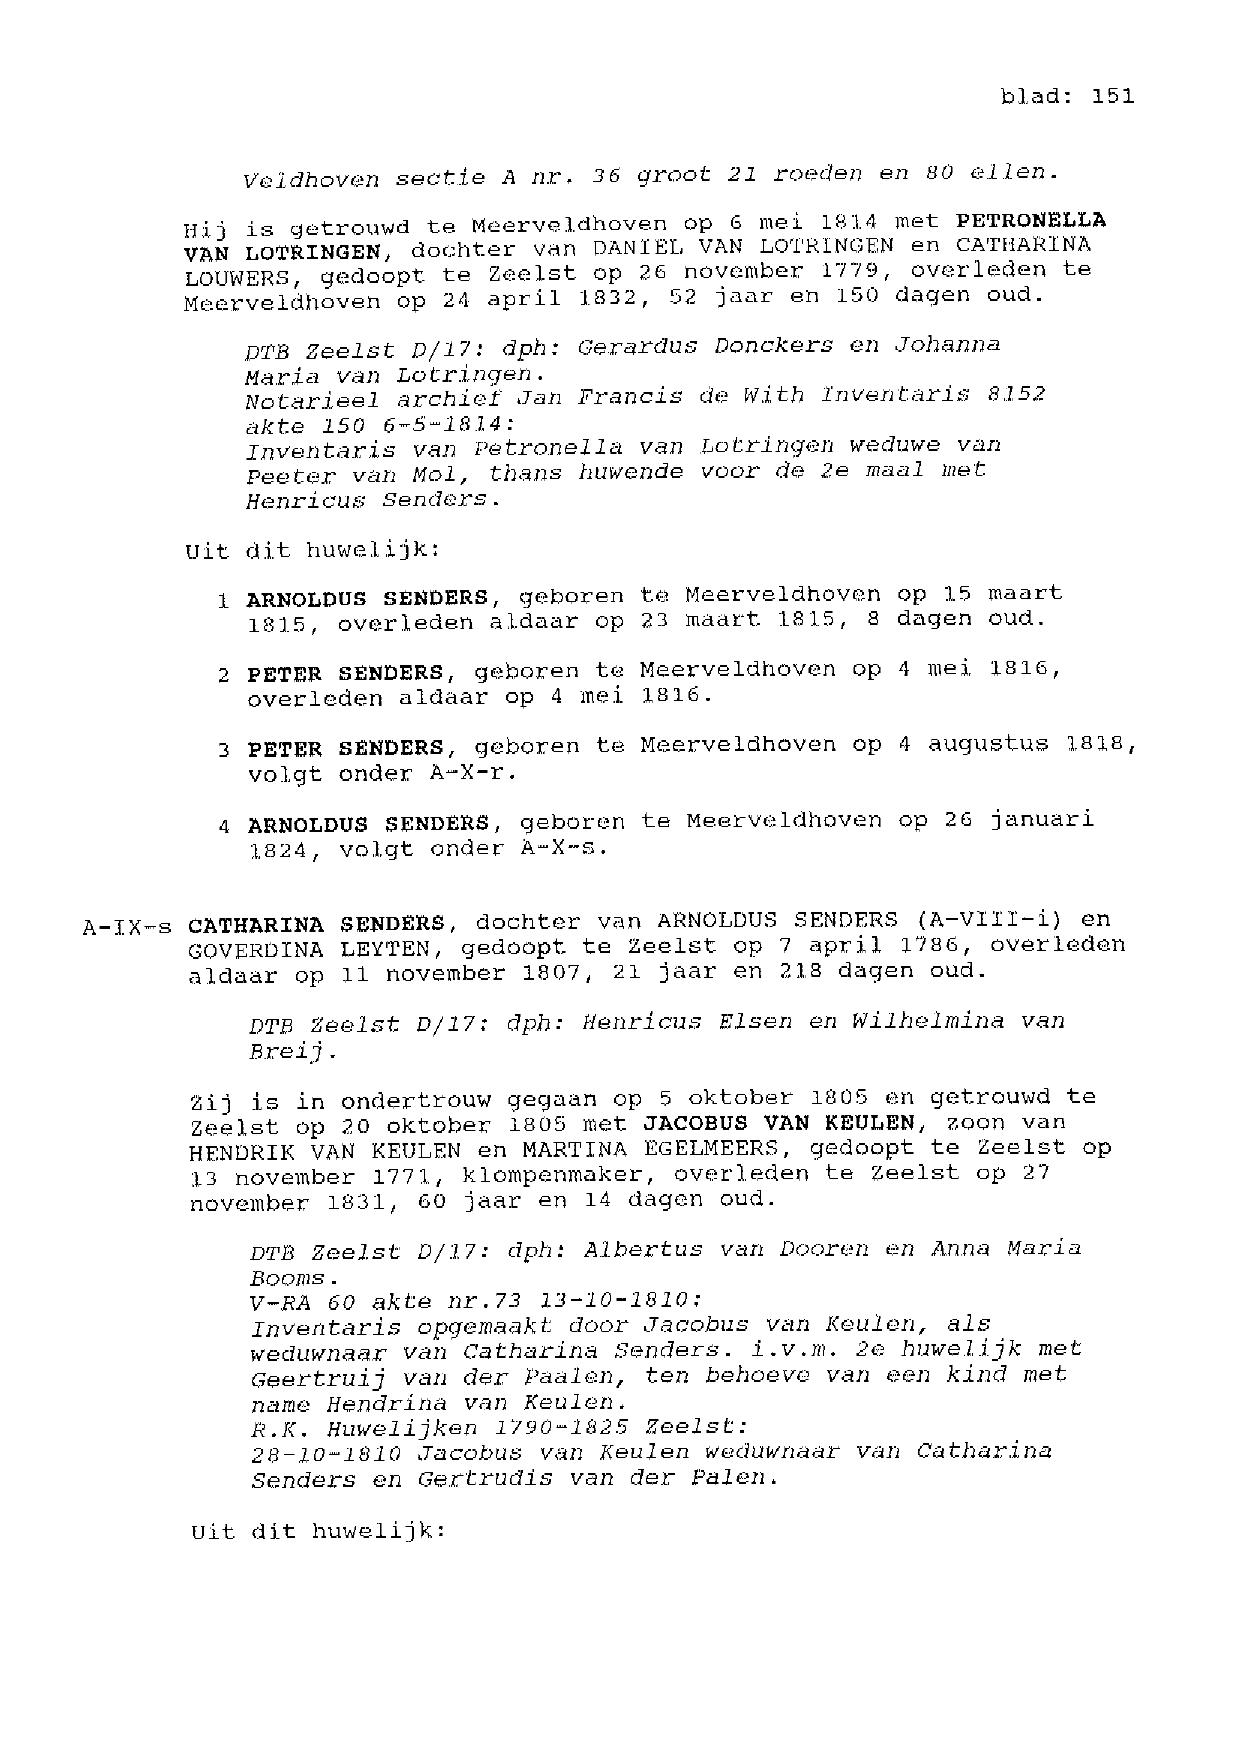 blad: 151
Veldhoven sectie A nr. 36 groot 21 roeden en 80 ellen.
Hij is getrouwd te Meerveldhoven op 6 mei 1814 met PETRONELLA
VAN LOTRINGEN, dochter van DANIEL VAN LOTRINGEN en CATHARINA
LOUWERS, gedoopt te Zeelst op 26 november 1779, overleden te
Meerveldhoven op 24 april 1832, 52 jaar en 150 dagen oud.
DTB Zeelst D/17: dph: Gerardus Donckers en Johanna
Maria van Lotringen.
Notarieel archief Jan Francis de With Inventaris 8152
akte 150 6-5-1814:
Inventaris van Petronella van Lotringen weduwe van
Peeter van Mol, thans huwende voor de 2e maal met
Henricus Senders.
Uit dit huwelijk:
1 ARNOLDUS SENDERS, geboren te Meerveldhoven op 15 maart
1815, overleden aldaar op 23 maart 1815, 8 dagen oud.
2 PETER SENDERS, geboren te Meerveldhoven op 4 mei 1816,
overleden aldaar op 4 mei 1816.
3 PETER SENDERS, geboren te Meerveldhoven op 4 augustus 1818,
volgt onder A-X-r.
4 ARNOLDUS SENDERS, geboren te Meerveldhoven op 26 januari
1824, volgt onder A-X-s.
A-IX-s CATHARINA SENDERS, dochter van ARNOLDUS SENDERS (A-VIII-i) en
GOVERDINA LEYTEN, gedoopt te Zeelst op 7 april 1786, overleden
aldaar op 11 november 1807, 21 jaar en 218 dagen oud.
DTB Zeelst D/17: dph: Henricus Elsen en Wilhelmina van
Breij.
Zij is in ondertrouw gegaan op 5 oktober 1805 en getrouwd te
Zeelst op 20 oktober 1805 met JACOBUS VAN KEULEN, zoon van
HENDRIK VAN KEULEN en MARTINA EGELMEERS, gedoopt te Zeelst op
13 november 1771, klompenmaker, overleden te Zeelst op 27
november 1831, 60 jaar en 14 dagen oud.
DTB Zeelst D/17: dph: Albertus van Dooren en Anna Maria
Booms.
V-RA 60 akte nr.73 13-10-1810:
Inventaris opgemaakt door Jacobus van Keulen, als
weduwnaar van Catharina Senders. i.v.m. 2e huwelijk met
Geertruij van der Paalen, ten behoeve van een kind met
name Hendrina van Keulen.
R.K. Huwelijken 1790-1825 Zeelst:
28-10-1810 Jacobus van Keulen weduwnaar van Catharina
Senders en Gertrudis van der Palen.
Uit dit huwelijk: